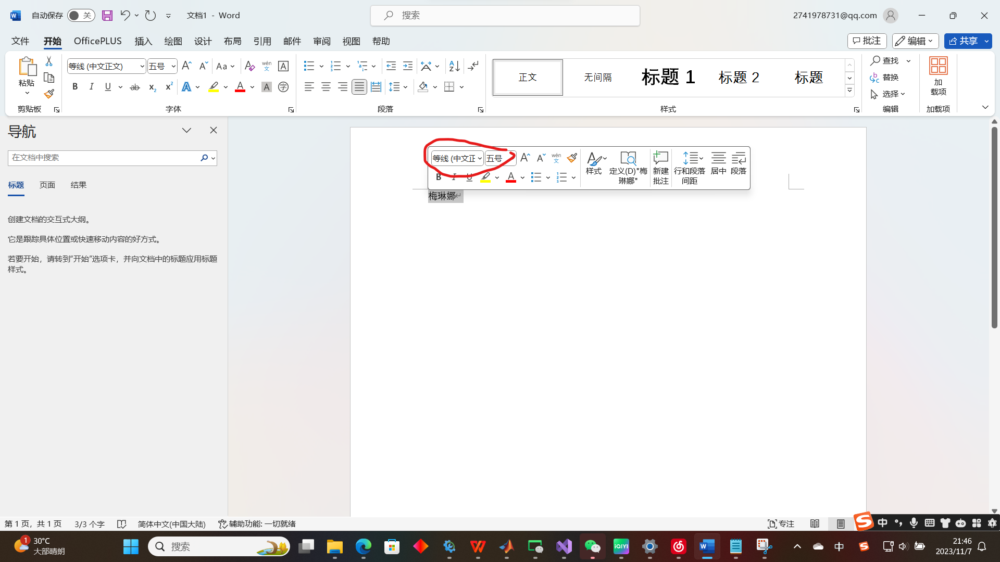 自动保存 关 文档1 - Word 搜索 2741978731@qq.com
文件 开始 OfficePLUS 插入 绘图 设计 布局 引用 邮件 审阅 视图 帮助 批注 编辑 共享
粘贴
剪贴板
等线 (中文正文) 五号 A A Aa A wén 文 A
B I U ab x2 x2 A A A 字
字体
段落
正文 无间隔 标题 1 标题 2 标题
样式
查找
替换
选择
编辑
加
载项
加载项
导航
在文档中搜索
标题 页面 结果
创建文档的交互式大纲。
它是跟踪具体位置或快速移动内容的好方式。
若要开始，请转到"开始"选项卡，并向文档中的标题应用标题
样式。
等线 (中文正 五号 A A wén 文
B I U A
样式
定义(D)"梅
琳娜"
新建
批注
行和段落
间距
居中
段落
梅琳娜
第 1 页，共 1 页 3/3 个字 简体中文(中国大陆) 辅助功能: 一切就绪 专注 中
1 30°C
大部晴朗
搜索
iQIYI
中
21:46
2023/11/7